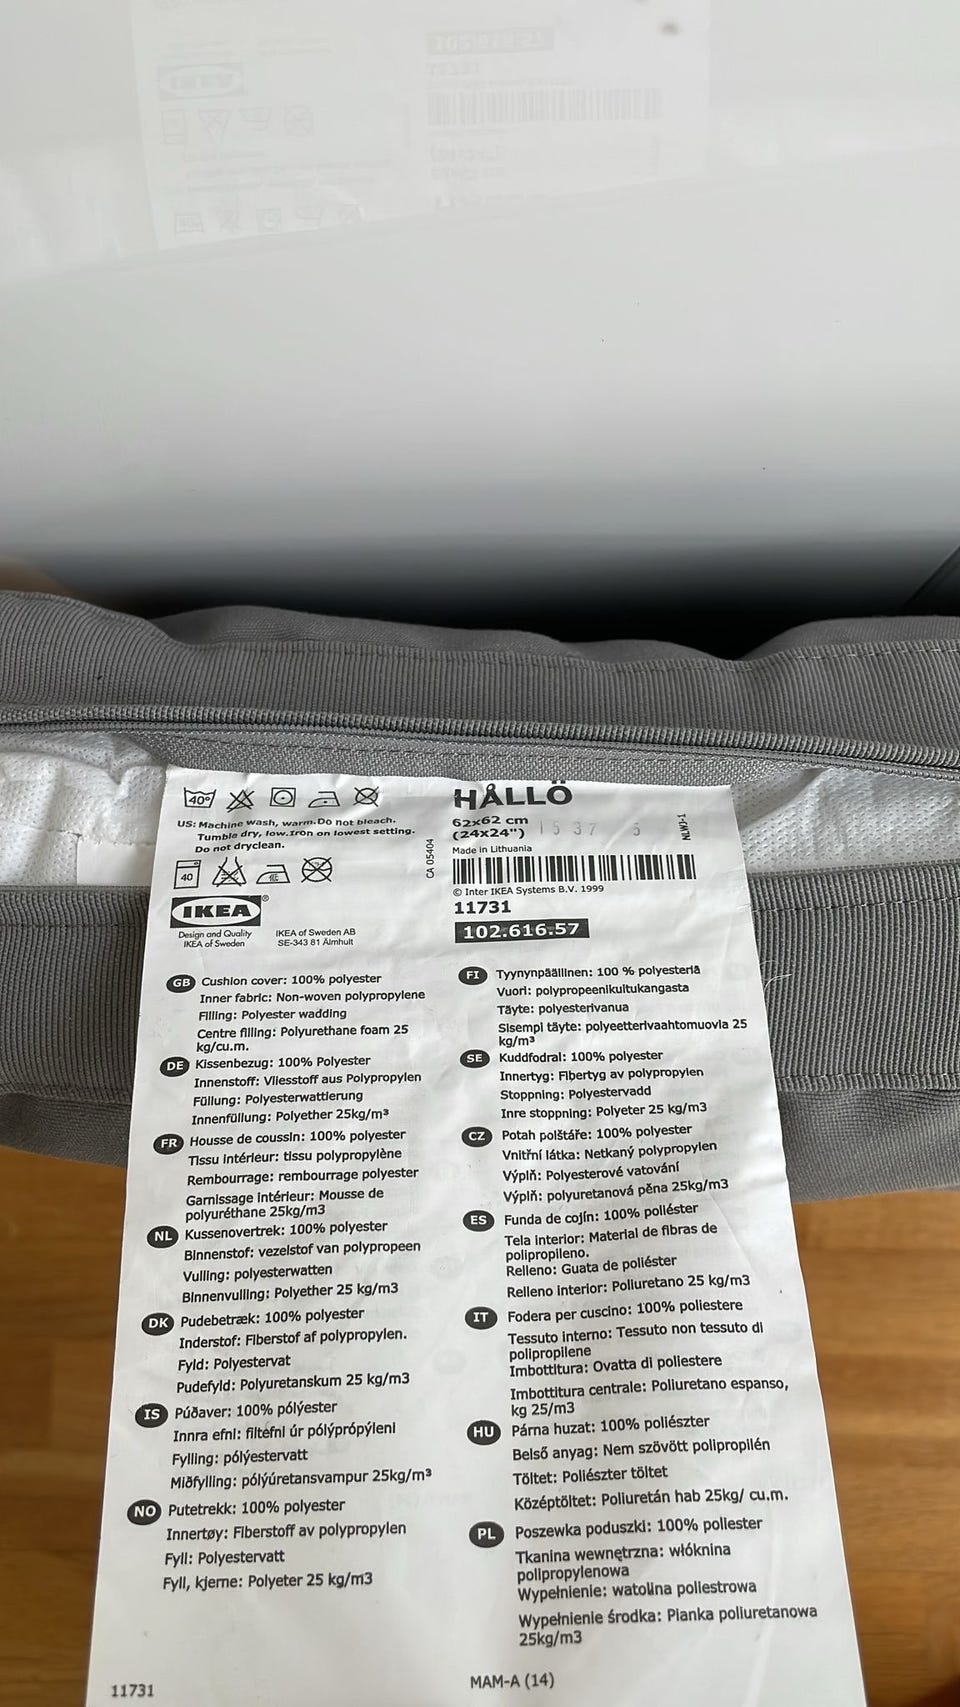 40°
US: Machine wash, warm. Do not bleach.
Tumble dry, low. Iron on lowest setting.
Do not dryclean.
40
IKEA®
Design and Quality
IKEA of Sweden
IKEA of Sweden AB
SE-343 81 Älmhult
CA 05404
HÅLLÖ
62x62 cm
(24x24")
1537 5
NLWJ-1
Made in Lithuania
© Inter IKEA Systems B.V. 1999
11731
102.616.57
GB Cushion cover: 100% polyester
Inner fabric: Non-woven polypropylene
Filling: Polyester wadding
Centre filling: Polyurethane foam 25
kg/cu.m.
DE Kissenbezug: 100% Polyester
Innenstoff: Vliesstoff aus Polypropylen
Füllung: Polyesterwattierung
Innenfüllung: Polyether 25kg/m³
FR Housse de coussin: 100% polyester
Tissu intérieur: tissu polypropylène
Rembourrage: rembourrage polyester
Garnissage intérieur: Mousse de
polyuréthane 25kg/m3
NL Kussenovertrek: 100% polyester
Binnenstof: vezelstof van polypropeen
Vulling: polyesterwatten
Binnenvulling: Polyether 25 kg/m3
DK Pudebetræk: 100% polyester
Inderstof: Fiberstof af polypropylen.
Fyld: Polyestervat
Pudefyld: Polyuretanskum 25 kg/m3
IS Púðaver: 100% pólýester
Innra efni: filtefni úr pólýprópýleni
Fylling: pólýestervatt
Miðfylling: pólýúretansvampur 25kg/m³
NO Putetrekk: 100% polyester
Innertøy: Fiberstoff av polypropylen
Fyll: Polyestervatt
Fyll, kjerne: Polyeter 25 kg/m3
FI Tyynynpäällinen: 100 % polyesteriä
Vuori: polypropeenikuitukangasta
Täyte: polyesterivanua
Sisempi täyte: polyeetterivaahtomuovia 25
kg/m³
SE Kuddfodral: 100% polyester
Innertyg: Fibertyg av polypropylen
Stoppning: Polyestervadd
Inre stoppning: Polyeter 25 kg/m3
CZ Potah polštáře: 100% polyester
Vnitřní látka: Netkaný polypropylen
Výplň: Polyesterové vatování
Výplň: polyuretanová pěna 25kg/m3
ES Funda de cojín: 100% poliéster
Tela interior: Material de fibras de
polipropileno.
Relleno: Guata de poliéster
Relleno interior: Poliuretano 25 kg/m3
IT Fodera per cuscino: 100% poliestere
Tessuto interno: Tessuto non tessuto di
polipropilene
Imbottitura: Ovatta di poliestere
Imbottitura centrale: Poliuretano espanso,
kg 25/m3
HU Párna huzat: 100% poliészter
Belső anyag: Nem szövött polipropilén
Töltet: Poliészter töltet
Középtöltet: Poliuretán hab 25kg/ cu.m.
PL Poszewka poduszki: 100% poliester
Tkanina wewnętrzna: włóknina
polipropylenowa
Wypełnienie: watolina poliestrowa
Wypełnienie środka: Pianka poliuretanowa
25kg/m3
11731
MAM-A (14)